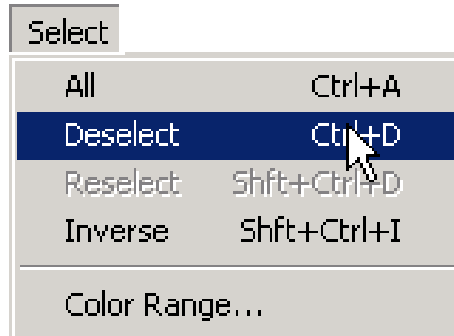 Select
All Ctrl+A
Deselect Ctrl+D
Reselect Shft+Ctrl+D
Inverse Shft+Ctrl+I
Color Range...